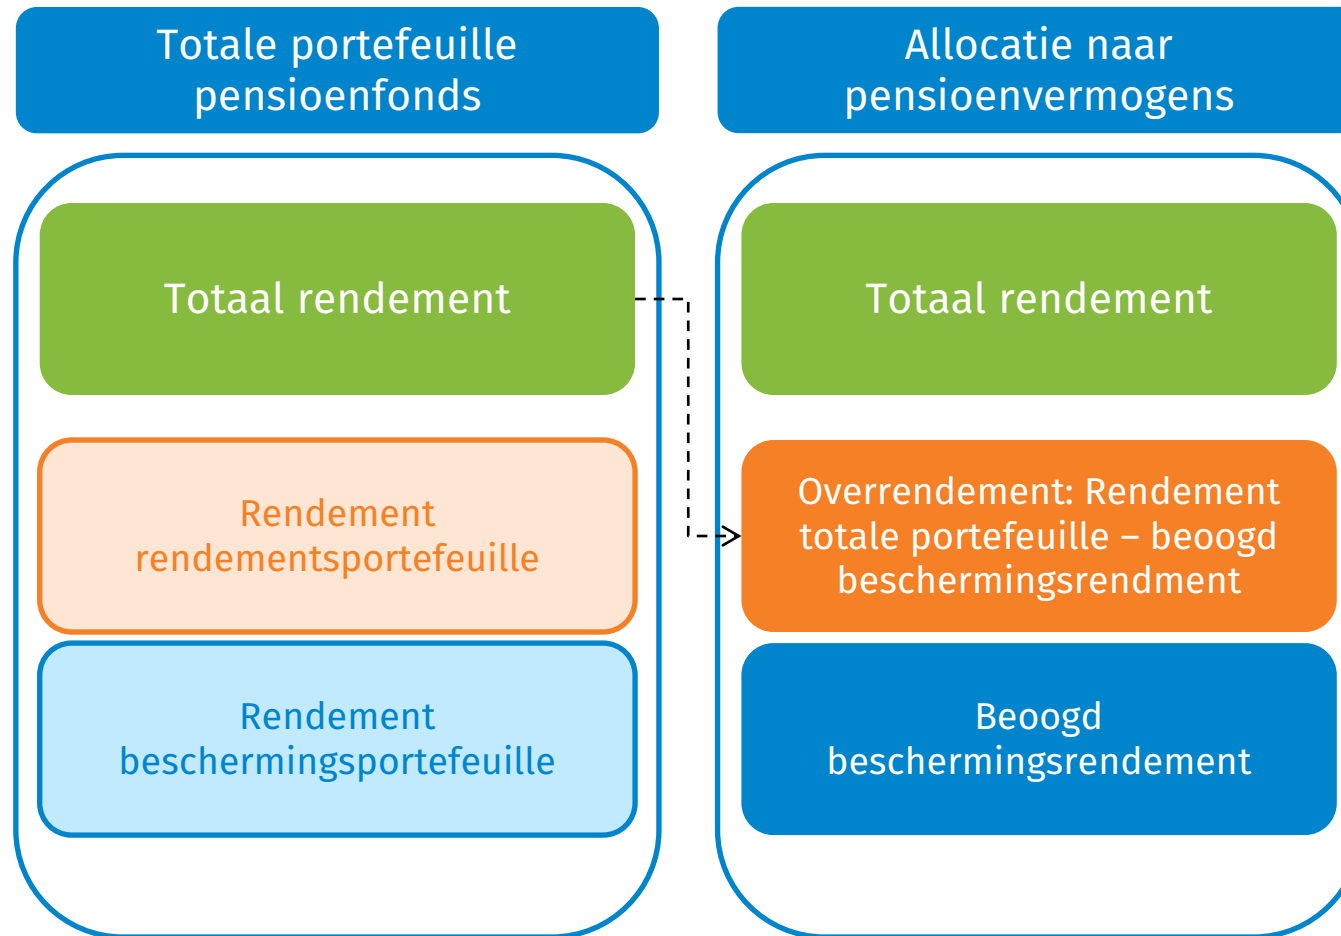 Totale portefeuille
pensioenfonds
Totaal rendement
Rendement
rendementsportefeuille
Rendement
beschermingsportefeuille
Allocatie naar
pensioenvermogens
Totaal rendement
Overrendement: Rendement
totale portefeuille – beoogd
beschermingsrendment
Beoogd
beschermingsrendement